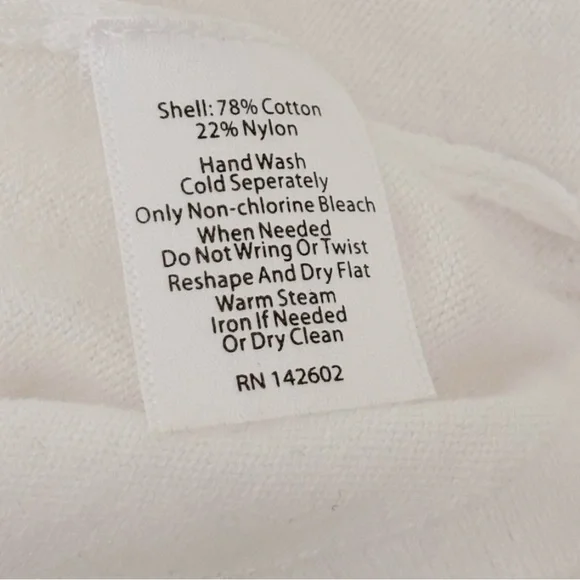 Shell: 78% Cotton
22% Nylon
Hand Wash
Cold Seperately
Only Non-chlorine Bleach
When Needed
Do Not Wring Or Twist
Reshape And Dry Flat
Warm Steam
Iron If Needed
Or Dry Clean
RN 142602